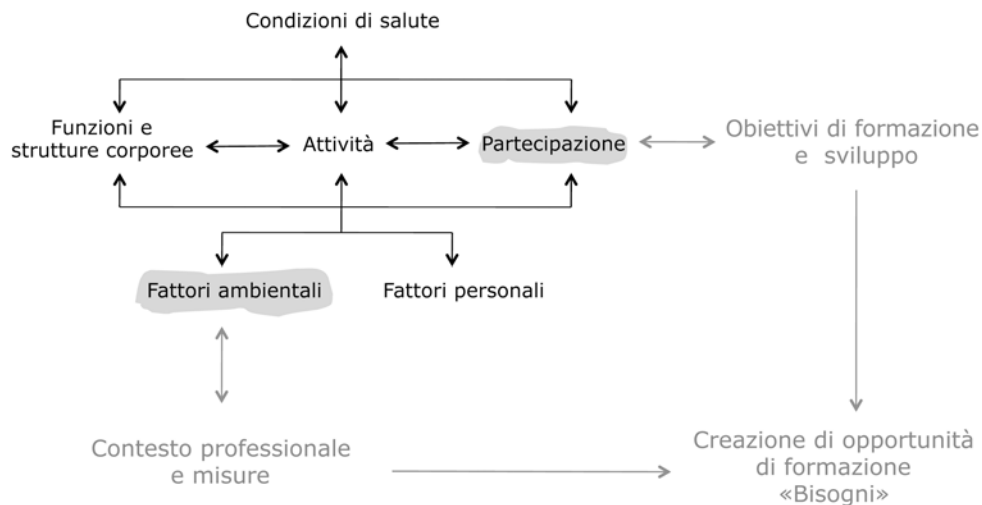 Condizioni di salute
Funzioni e
strutture corporee
Attività
Partecipazione
Obiettivi di formazione
e sviluppo
Fattori ambientali
Fattori personali
Contesto professionale
e misure
Creazione di opportunità
di formazione
«Bisogni»